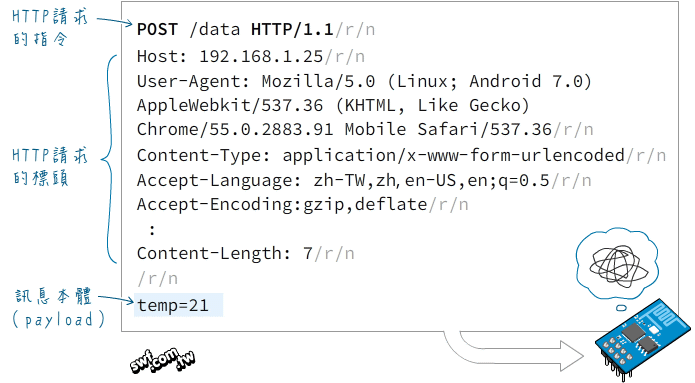 HTTP請求
的指令
POST /data HTTP/1.1/r/n
Host: 192.168.1.25/r/n
User-Agent: Mozilla/5.0 (Linux; Android 7.0)
AppleWebkit/537.36 (KHTML, Like Gecko)
Chrome/55.0.2883.91 Mobile Safari/537.36/r/n
HTTP請求
的標頭
Content-Type: application/x-www-form-urlencoded/r/n
Accept-Language: zh-TW,zh,en-US,en;q=0.5/r/n
Accept-Encoding:gzip,deflate/r/n
:
Content-Length: 7/r/n
/r/n
訊息本體
(payload)
temp=21
swf.com.tw